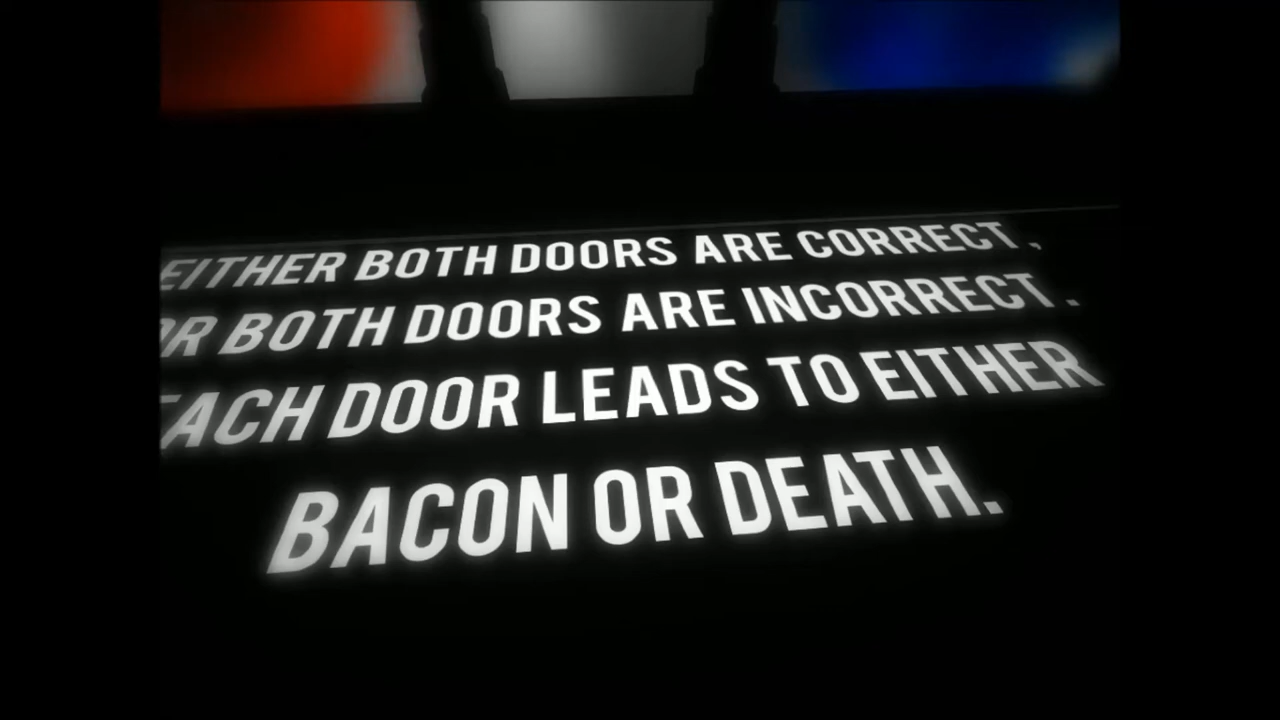 EITHER BOTH DOORS ARE CORRECT,
OR BOTH DOORS ARE INCORRECT.
EACH DOOR LEADS TO EITHER
BACON OR DEATH.